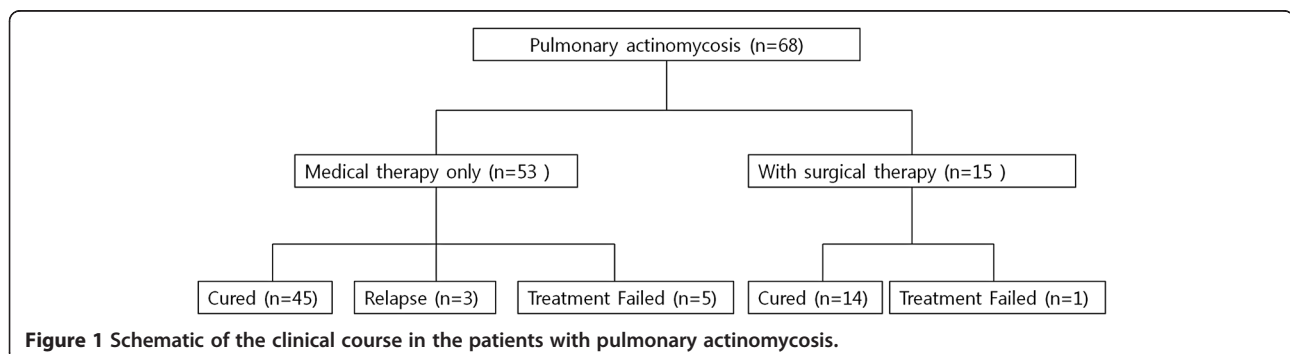 Pulmonary actinomycosis (n=68)
Medical therapy only (n=53 )
With surgical therapy (n=15 )
Cured (n=45)
Relapse (n=3)
Treatment Failed (n=5)
Cured (n=14)
Treatment Failed (n=1)
Figure 1 Schematic of the clinical course in the patients with pulmonary actinomycosis.